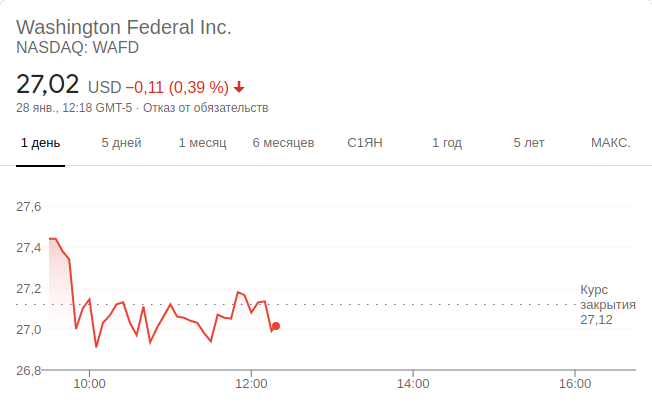 Washington Federal Inc.
NASDAQ: WAFD
27,02 USD −0,11 (0,39 %)
28 янв., 12:18 GMT-5 · Отказ от обязательств
1 день 5 дней 1 месяц 6 месяцев С1ЯН 1 год 5 лет МАКС.
27,6
27,4
27,2
Курс
закрытия
27,12
27,0
26,8
10:00 12:00 14:00 16:00